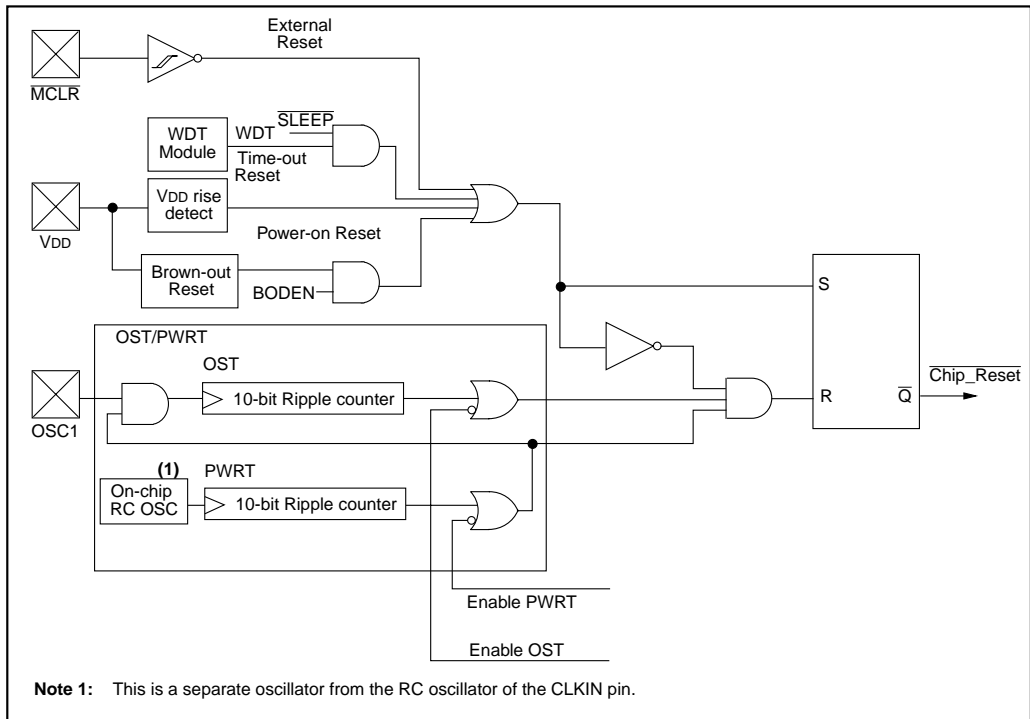 External
Reset
MCLR
SLEEP
WDT
Module
WDT
Time-out
Reset
VDD
VDD rise
detect
Power-on Reset
Brown-out
Reset
BODEN
S
OST/PWRT
OST
10-bit Ripple counter
OSC1
R
Q
Chip_Reset
(1)
PWRT
On-chip
RC OSC
10-bit Ripple counter
Enable PWRT
Enable OST
Note 1: This is a separate oscillator from the RC oscillator of the CLKIN pin.